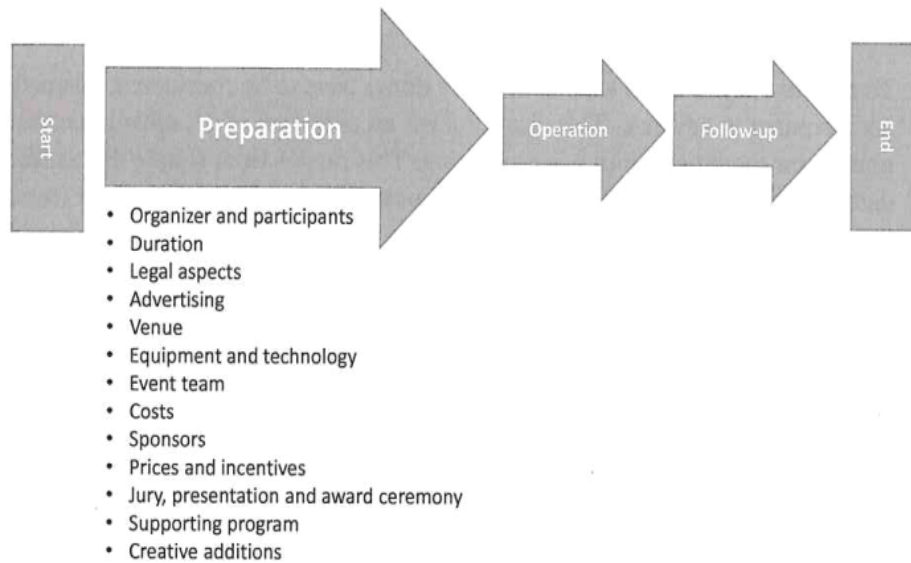 Start
Preparation
Operation
Follow-up
End
• Organizer and participants
• Duration
• Legal aspects
• Advertising
• Venue
• Equipment and technology
• Event team
• Costs
• Sponsors
• Prices and incentives
• Jury, presentation and award ceremony
• Supporting program
• Creative additions